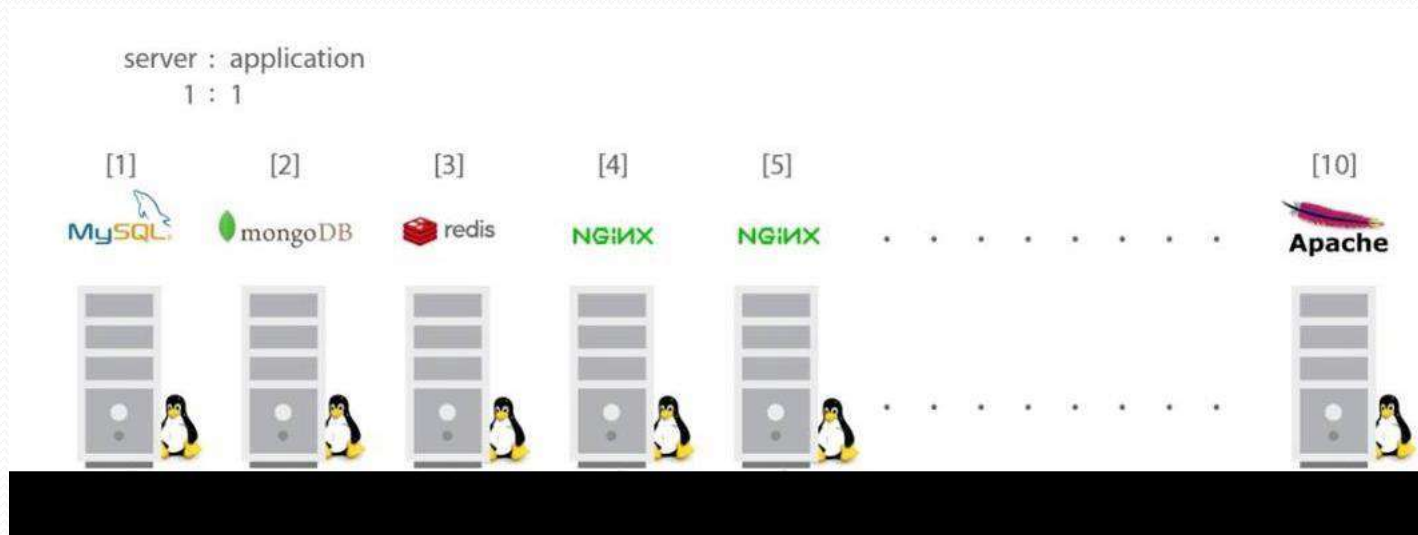 server : application
1 : 1
[1] [2] [3] [4] [5] [10]
MySQL. mongoDB redis NGiNX NGiNX . . . . . . . . Apache
. . . . . . . .